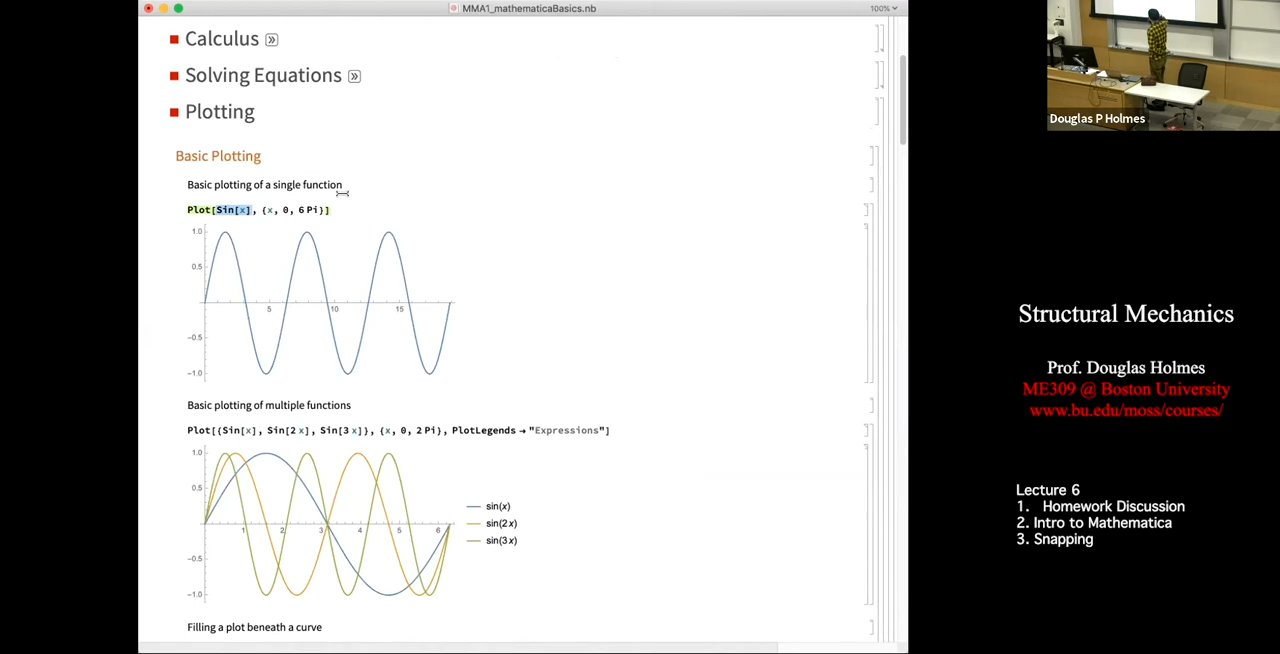 MMA1_mathematicaBasics.nb
100%
Calculus
Solving Equations
Plotting
Basic Plotting
Basic plotting of a single function
Plot[Sin[x], {x, 0, 6 Pi}]
1.0
0.5
5
10
15
-0.5
-1.0
Basic plotting of multiple functions
Plot[{Sin[x], Sin[2 x], Sin[3 x]}, {x, 0, 2 Pi}, PlotLegends → "Expressions"]
1.0
0.5
1
2
3
4
5
6
-0.5
-1.0
sin(x)
sin(2 x)
sin(3 x)
Filling a plot beneath a curve
Douglas P Holmes
Structural Mechanics
Prof. Douglas Holmes
ME309 @ Boston University
www.bu.edu/moss/courses/
Lecture 6
1. Homework Discussion
2. Intro to Mathematica
3. Snapping